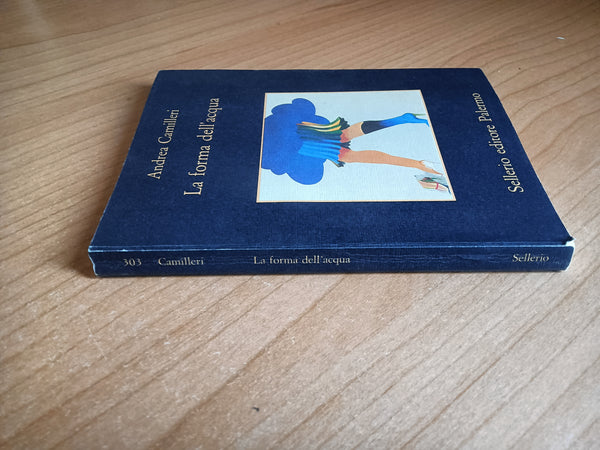 Andrea Camilleri
La forma dell'acqua
Sellerio editore Palermo
303 Camilleri La forma dell'acqua Sellerio